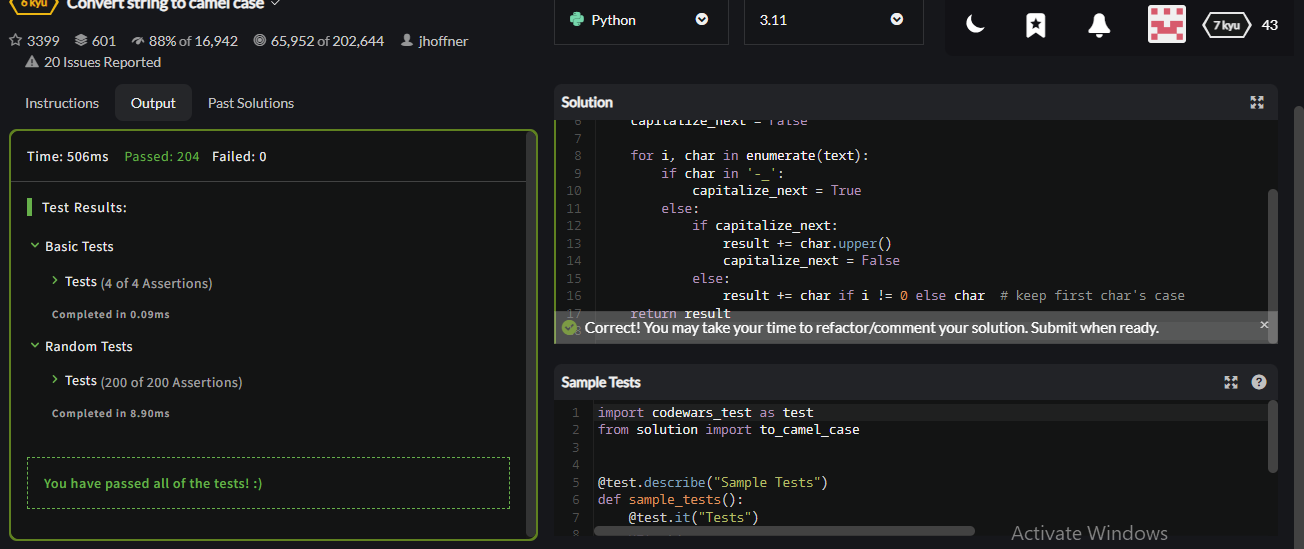 6 kyu Convert string to camel case
3399 601 88% of 16,942 65,952 of 202,644 jhoffner
20 Issues Reported
Python 3.11
7 kyu 43
Instructions Output Past Solutions
Time: 506ms Passed: 204 Failed: 0
Test Results:
Basic Tests
Tests (4 of 4 Assertions)
Completed in 0.09ms
Random Tests
Tests (200 of 200 Assertions)
Completed in 8.90ms
You have passed all of the tests! :)
Solution
6 capitalize_next = False
7
8 for i, char in enumerate(text):
9 if char in '-_':
10 capitalize_next = True
11 else:
12 if capitalize_next:
13 result += char.upper()
14 capitalize_next = False
15 else:
16 result += char if i != 0 else char # keep first char's case
17 return result
Correct! You may take your time to refactor/comment your solution. Submit when ready. ×
Sample Tests ?
1 import codewars_test as test
2 from solution import to_camel_case
3
4
5 @test.describe("Sample Tests")
6 def sample_tests():
7 @test.it("Tests")
8
Activate Windows